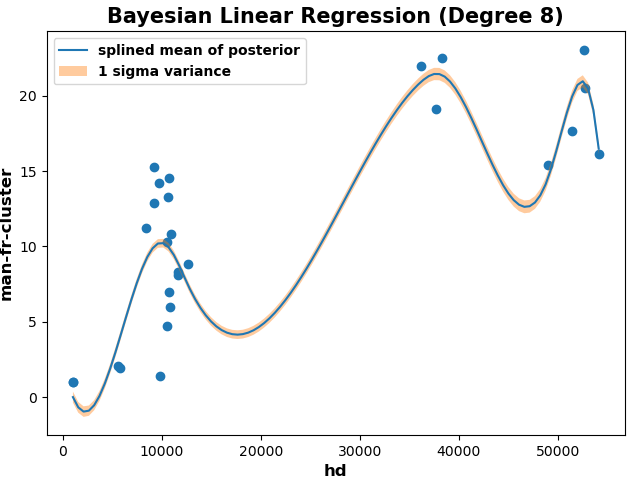 Bayesian Linear Regression (Degree 8)
splined mean of posterior
1 sigma variance
man-fr-cluster
20
15
10
5
0
0 10000 20000 30000 40000 50000
hd